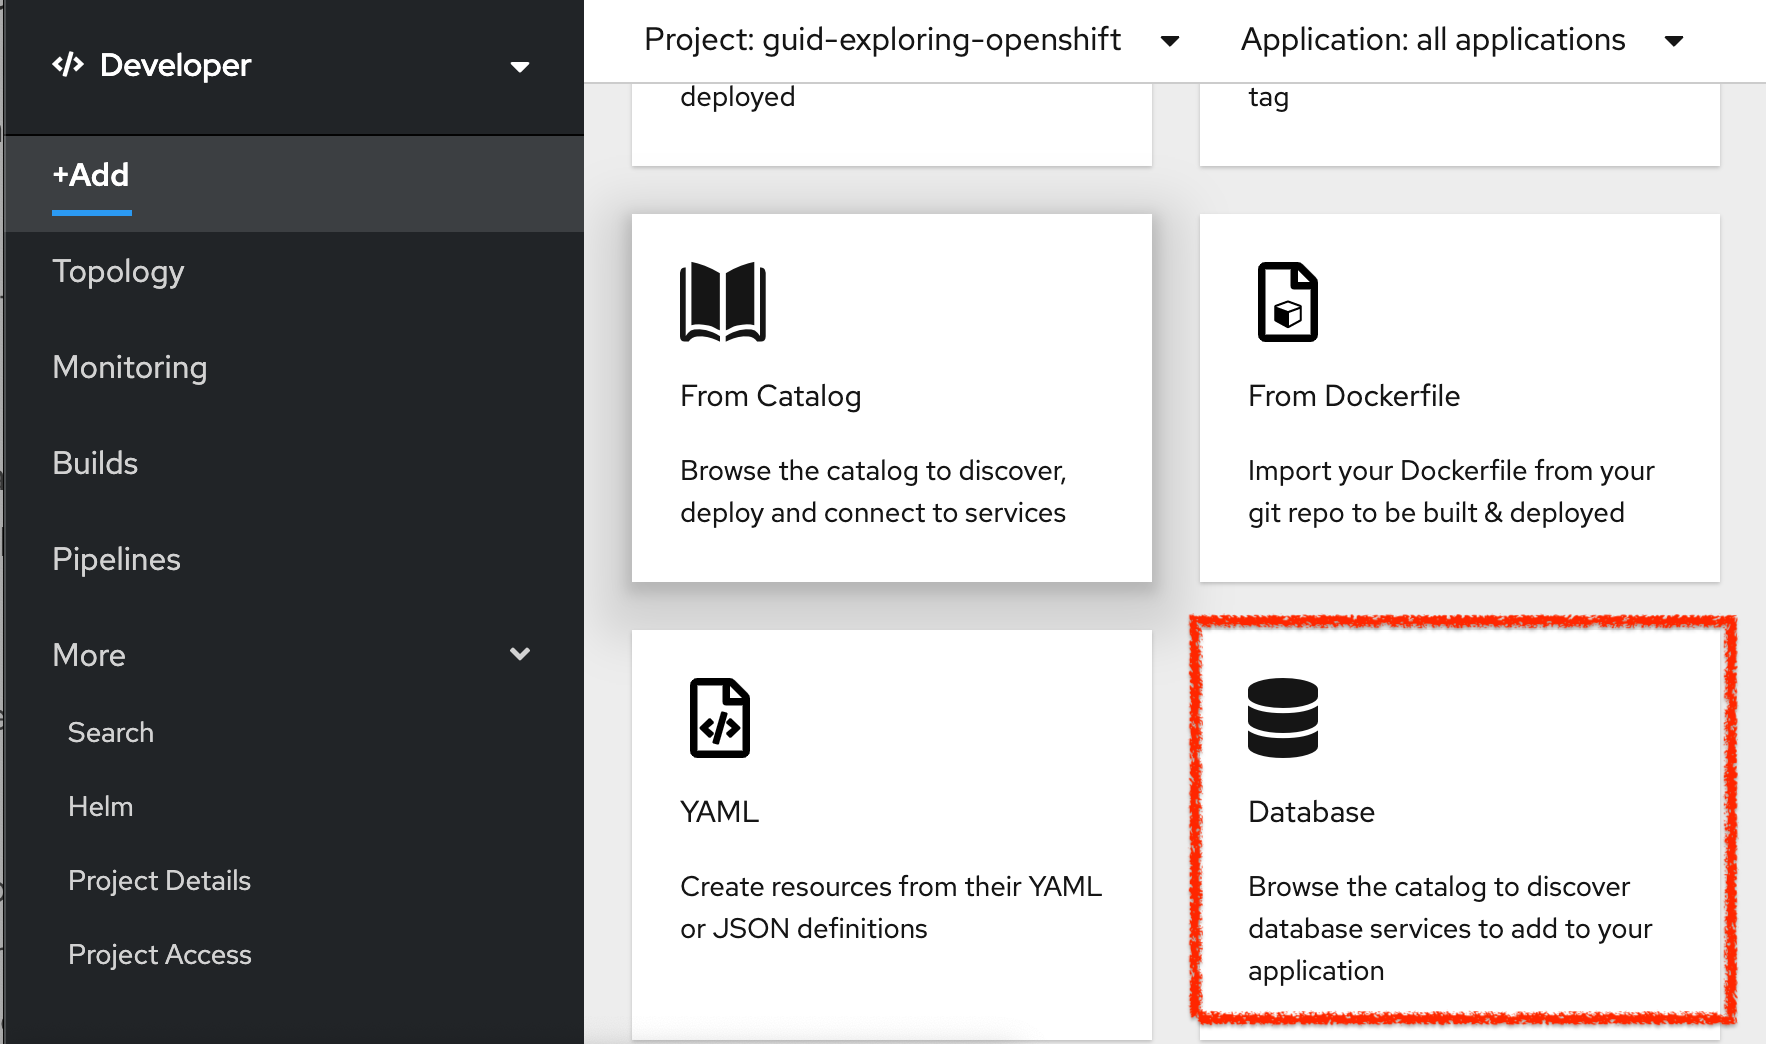 Developer
+Add
Topology
Monitoring
Builds
Pipelines
More
Search
Helm
Project Details
Project Access
Project: guid-exploring-openshift
Application: all applications
deployed
tag
From Catalog
Browse the catalog to discover,
deploy and connect to services
From Dockerfile
Import your Dockerfile from your
git repo to be built & deployed
YAML
Create resources from their YAML
or JSON definitions
Database
Browse the catalog to discover
database services to add to your
application